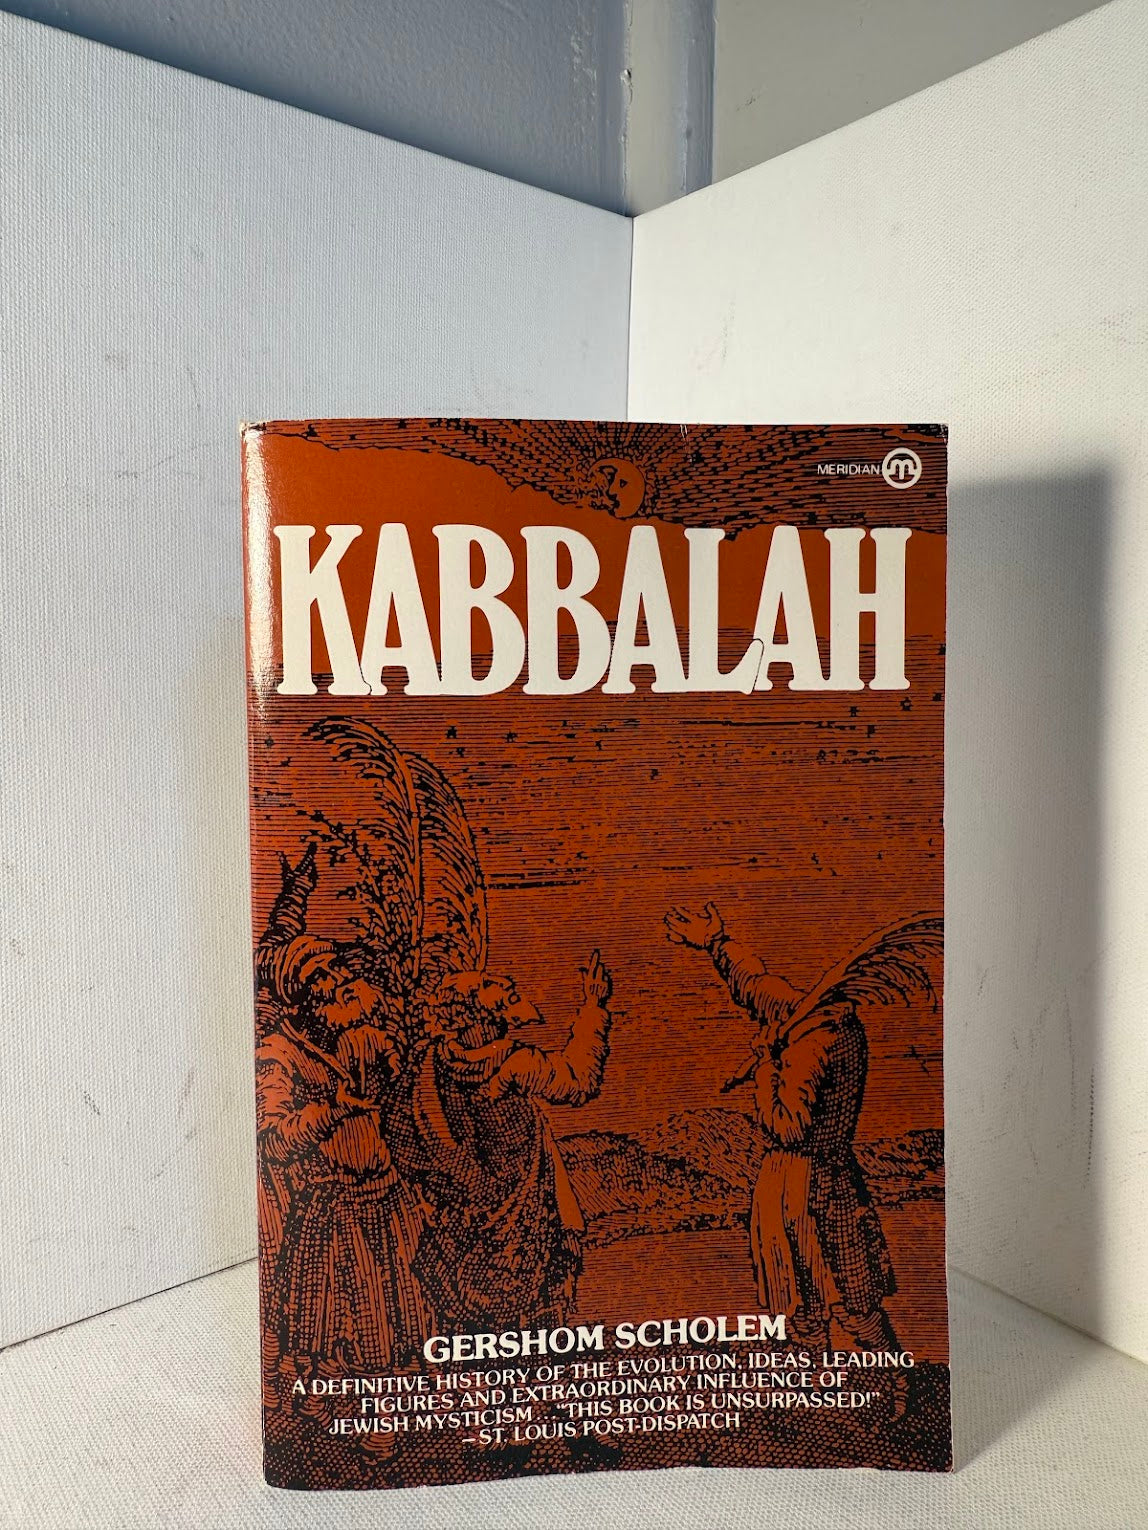 MERIDIAN
KABBALAH
GERSHOM SCHOLEM
A DEFINITIVE HISTORY OF THE EVOLUTION, IDEAS, LEADING
FIGURES AND EXTRAORDINARY INFLUENCE OF
JEWISH MYSTICISM... "THIS BOOK IS UNSURPASSED!"
—ST. LOUIS POST-DISPATCH